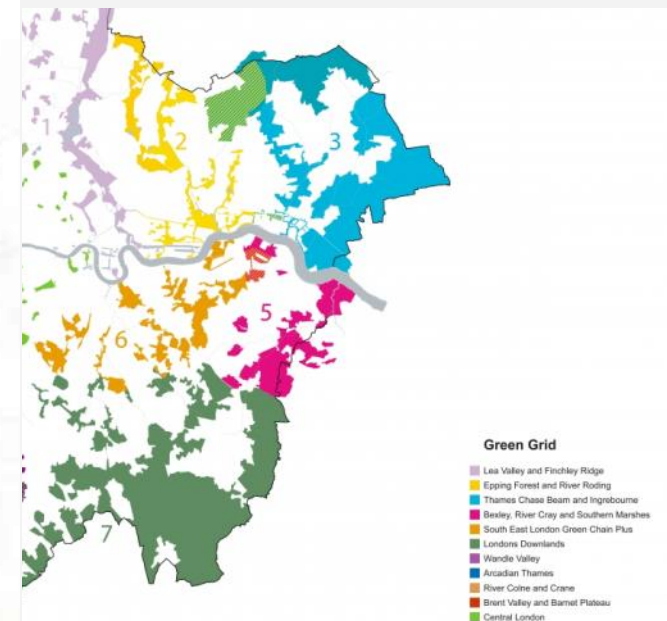 1
2
3
5
6
7
Green Grid
Lea Valley and Finchley Ridge
Epping Forest and River Roding
Thames Chase Beam and Ingrebourne
Bexley, River Cray and Southern Marshes
South East London Green Chain Plus
Londons Downlands
Wandle Valley
Arcadian Thames
River Colne and Crane
Brent Valley and Barnet Plateau
Central London